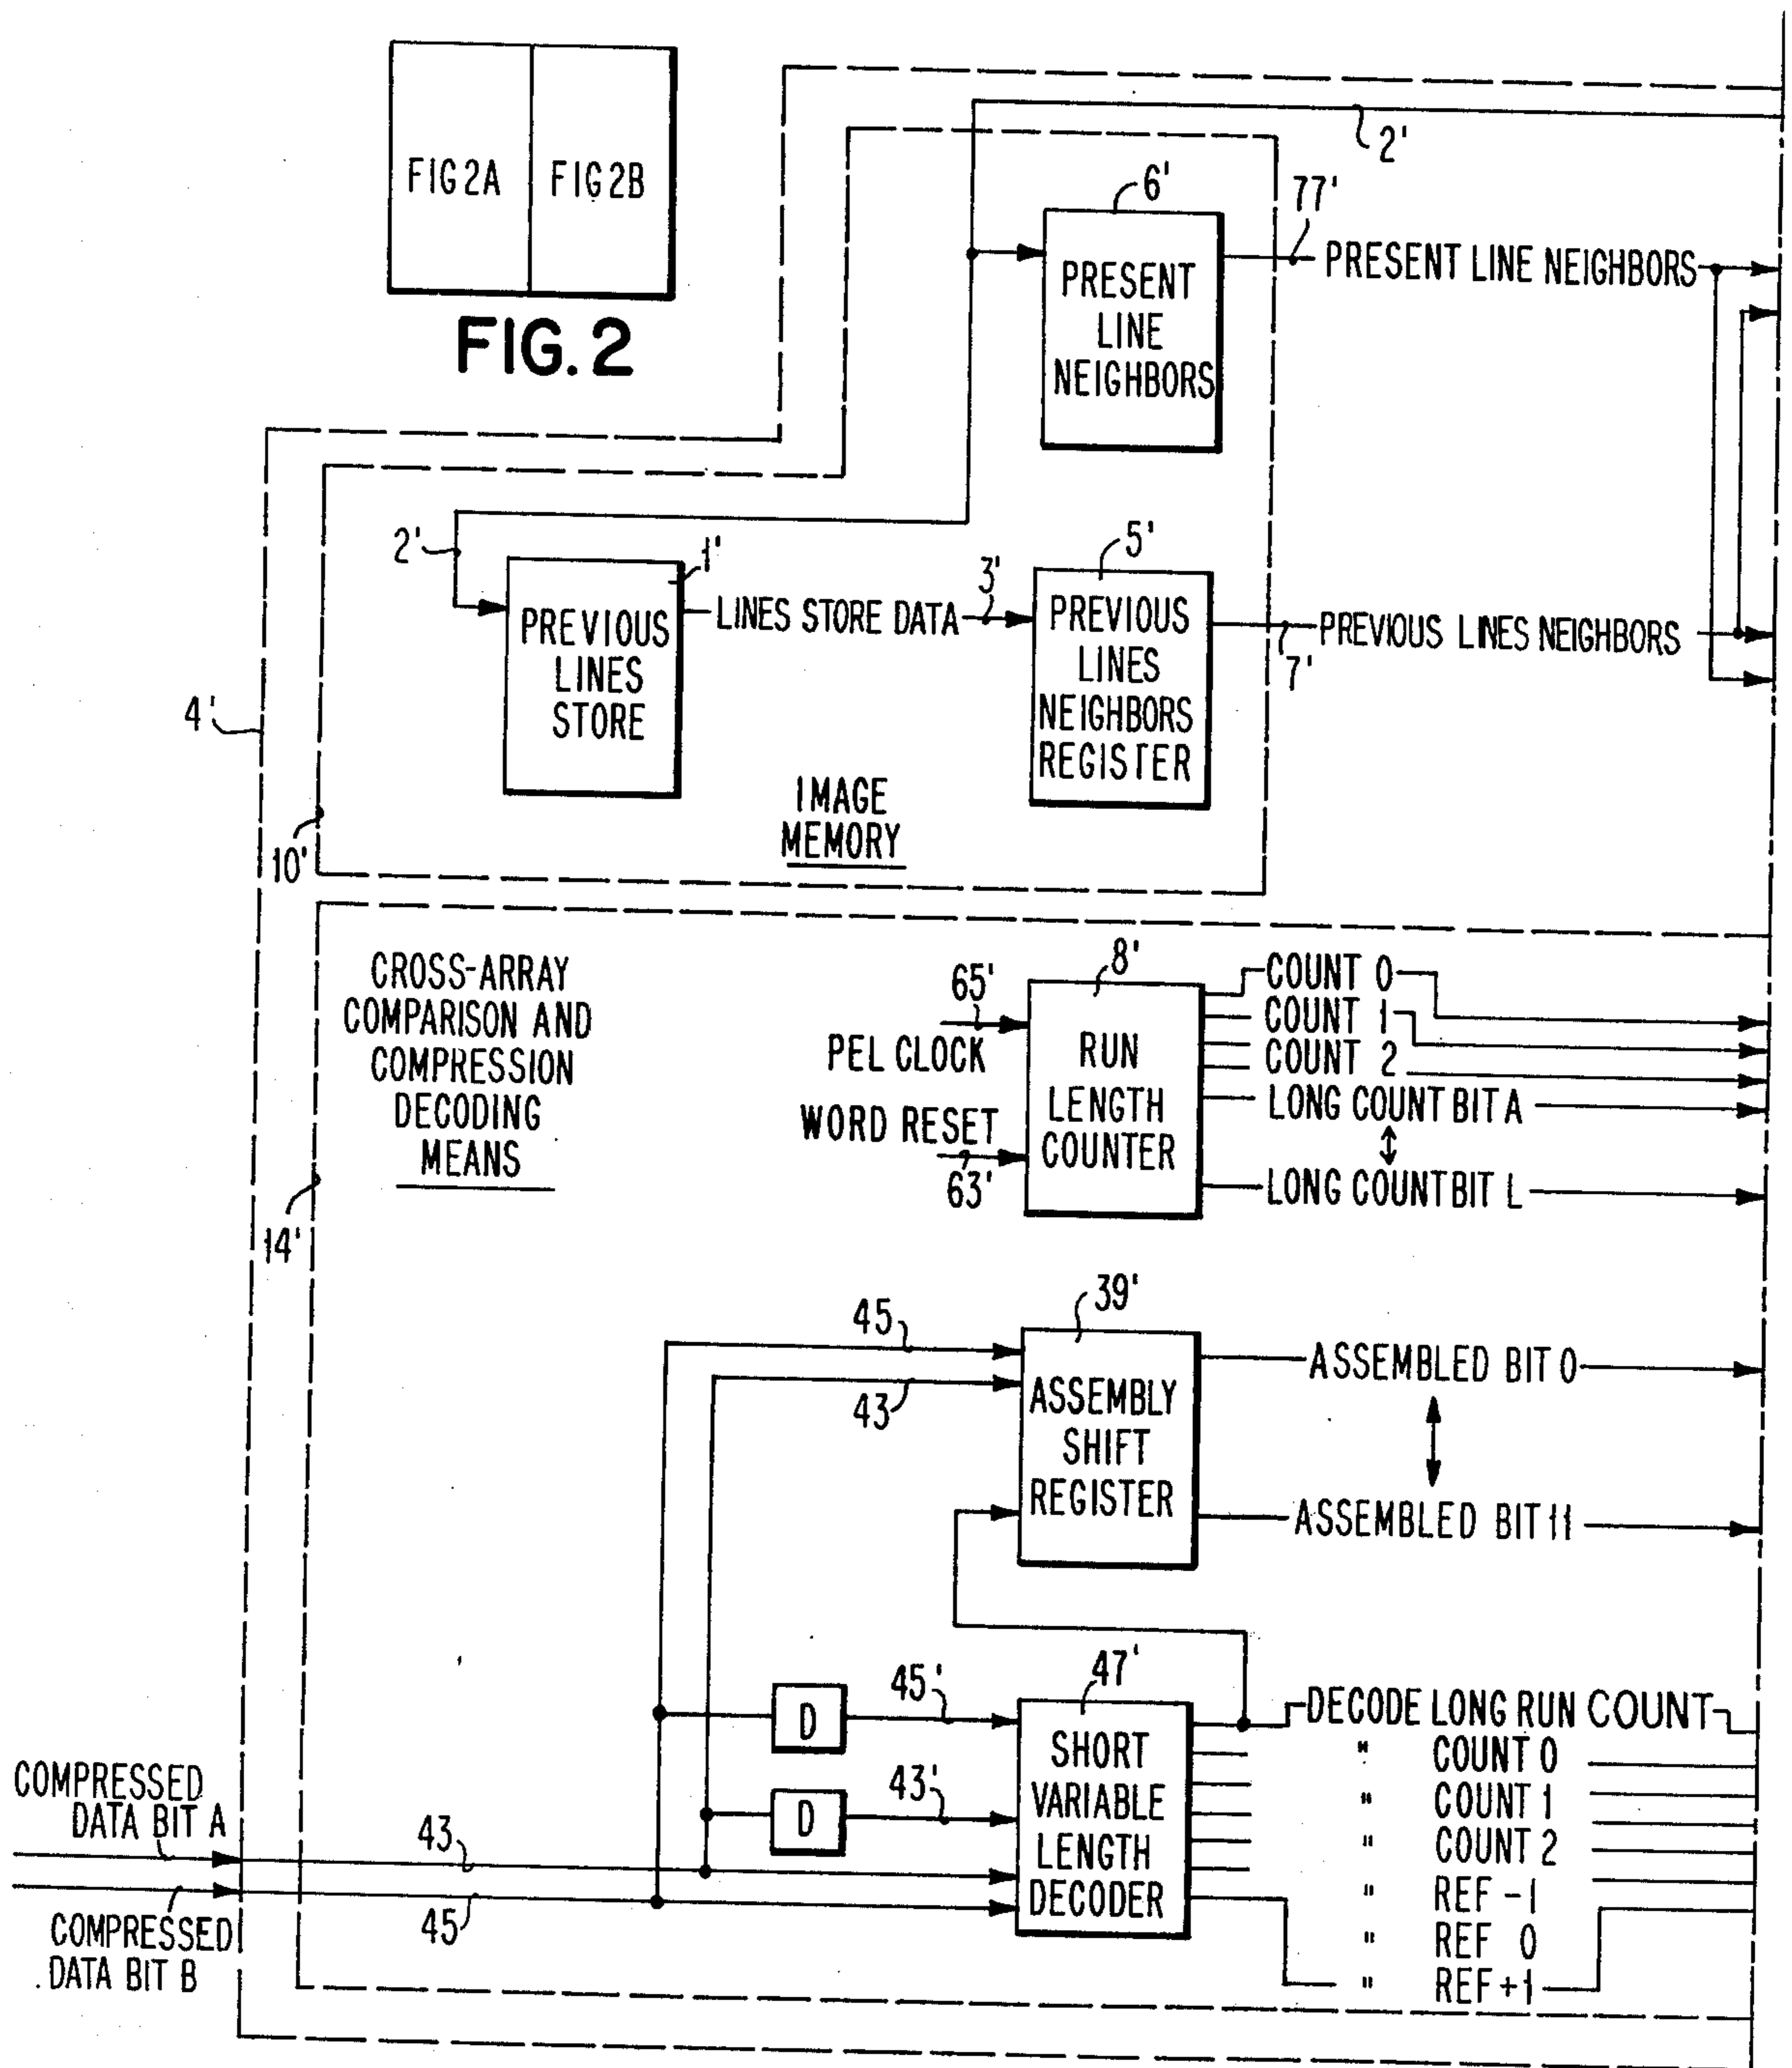 FIG 2A
FIG 2B
FIG. 2
2'
6'
77'
PRESENT
LINE
NEIGHBORS
PRESENT LINE NEIGHBORS
2'
1'
PREVIOUS
LINES
STORE
LINES STORE DATA
3'
5'
PREVIOUS
LINES
NEIGHBORS
REGISTER
7'
PREVIOUS LINES NEIGHBORS
4'
10'
IMAGE
MEMORY
CROSS-ARRAY
COMPARISON AND
COMPRESSION
DECODING
MEANS
14'
65'
PEL CLOCK
WORD RESET
63'
8'
RUN
LENGTH
COUNTER
COUNT 0
COUNT 1
COUNT 2
LONG COUNT BIT A
LONG COUNT BIT L
45
43
39'
ASSEMBLY
SHIFT
REGISTER
ASSEMBLED BIT 0
ASSEMBLED BIT 11
D
45'
D
43'
47'
SHORT
VARIABLE
LENGTH
DECODER
DECODE LONG RUN COUNT
" COUNT 0
" COUNT 1
" COUNT 2
" REF -1
" REF 0
" REF +1
COMPRESSED
DATA BIT A
43
45
COMPRESSED
DATA BIT B